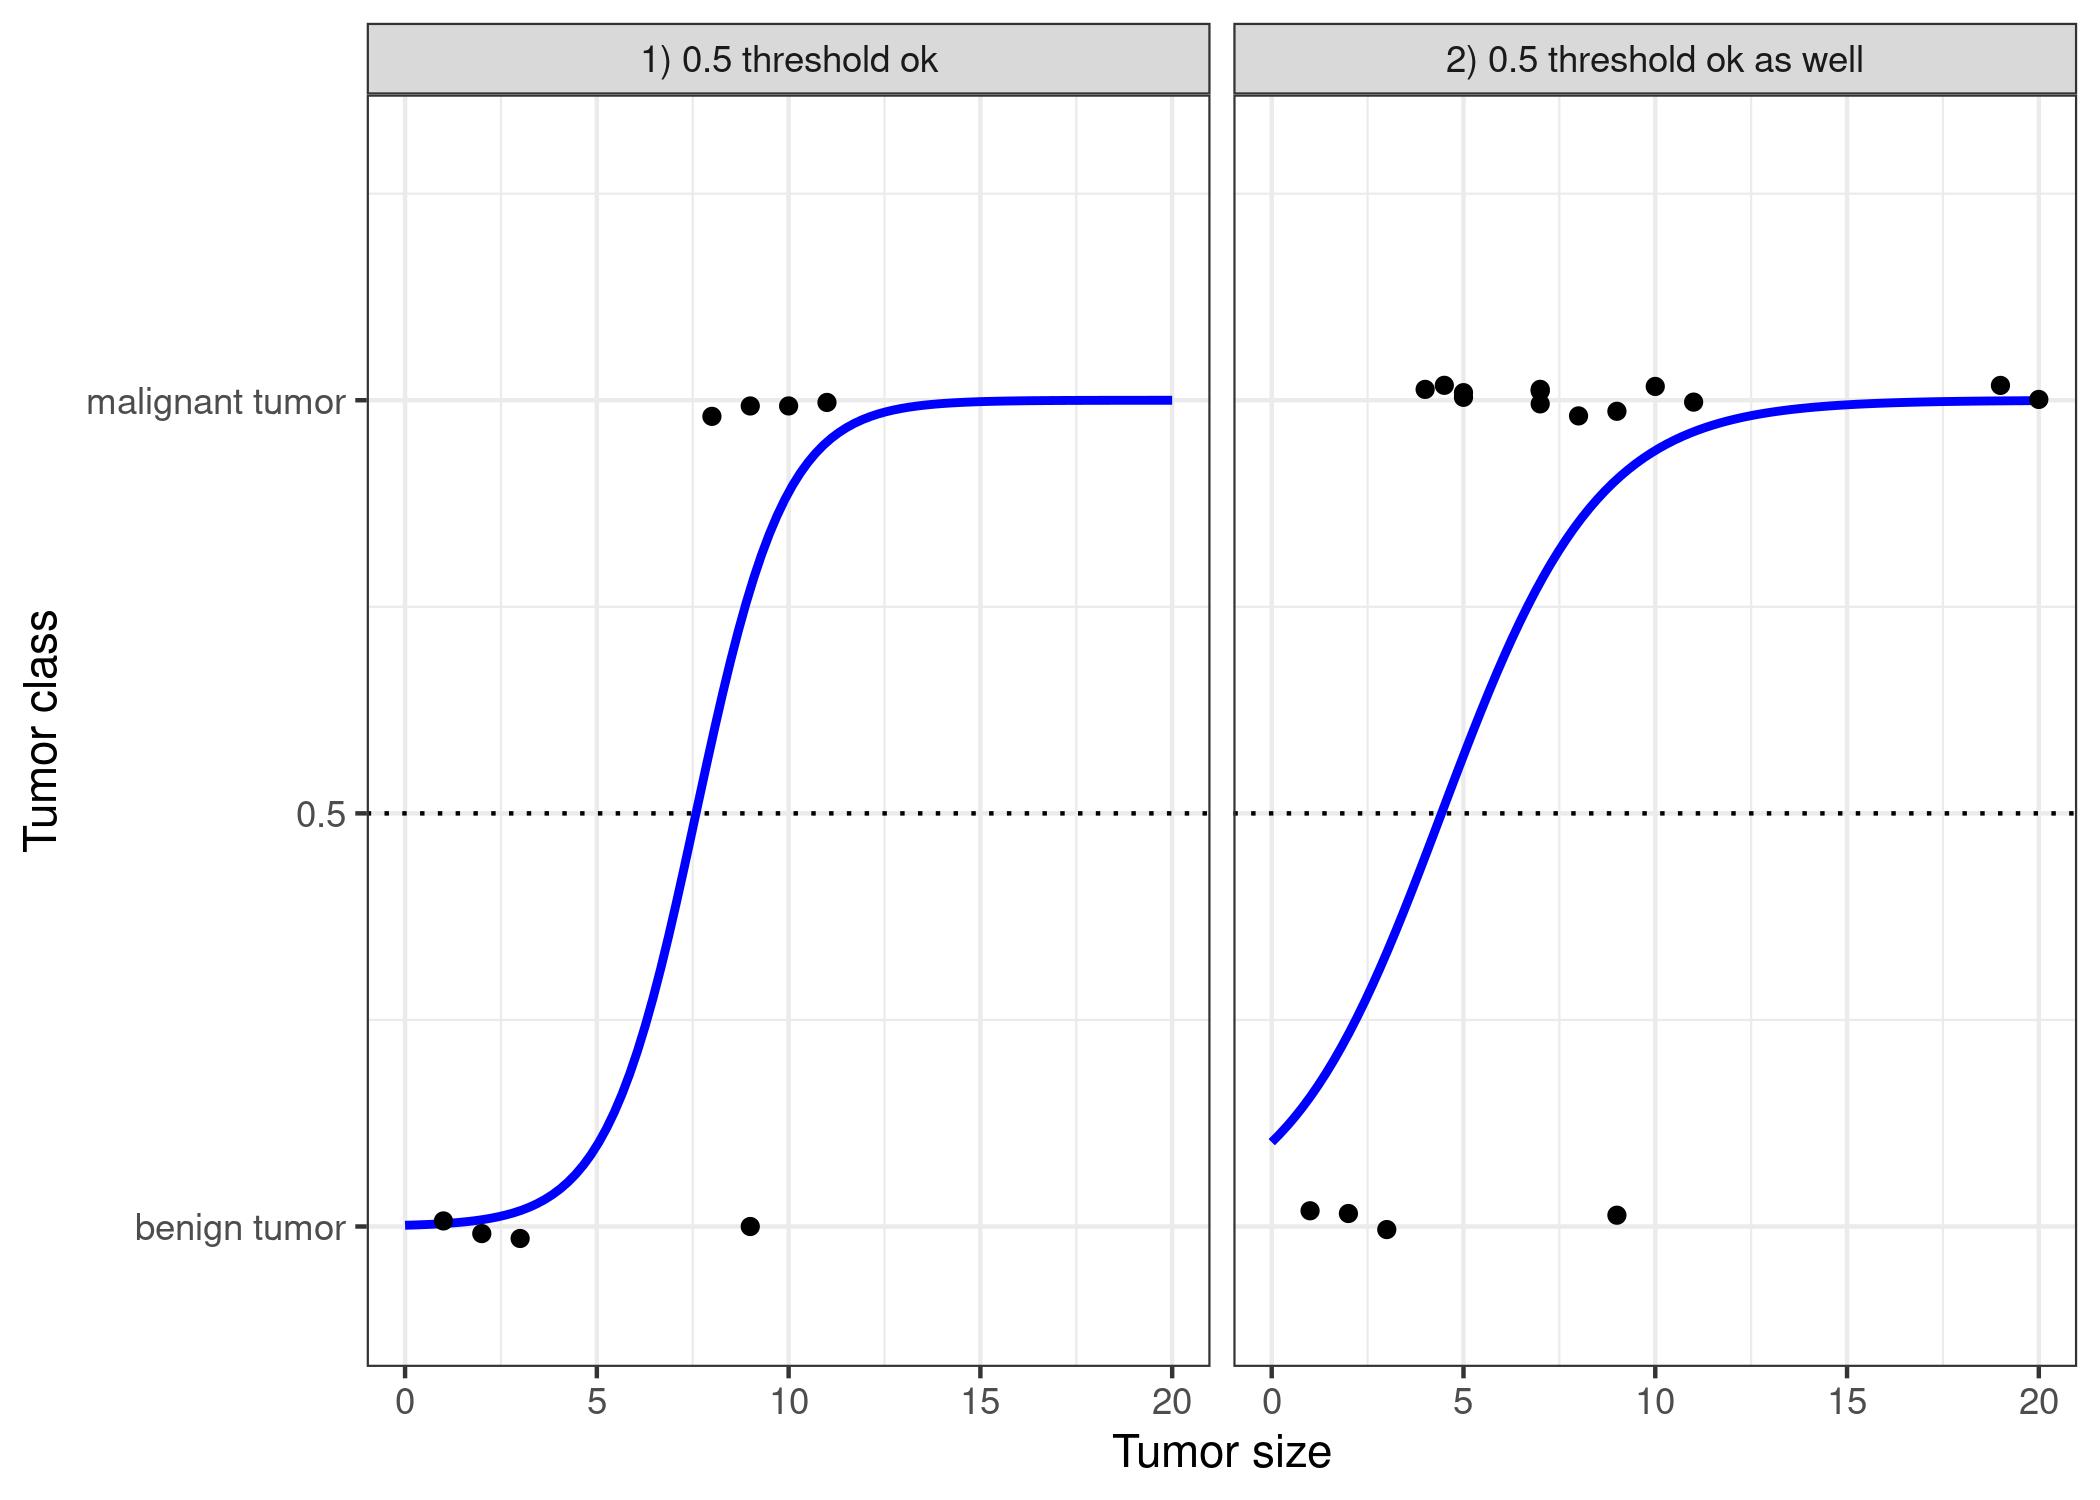 1) 0.5 threshold ok
2) 0.5 threshold ok as well
Tumor class
malignant tumor
0.5
benign tumor
0 5 10 15 20
0 5 10 15 20
Tumor size